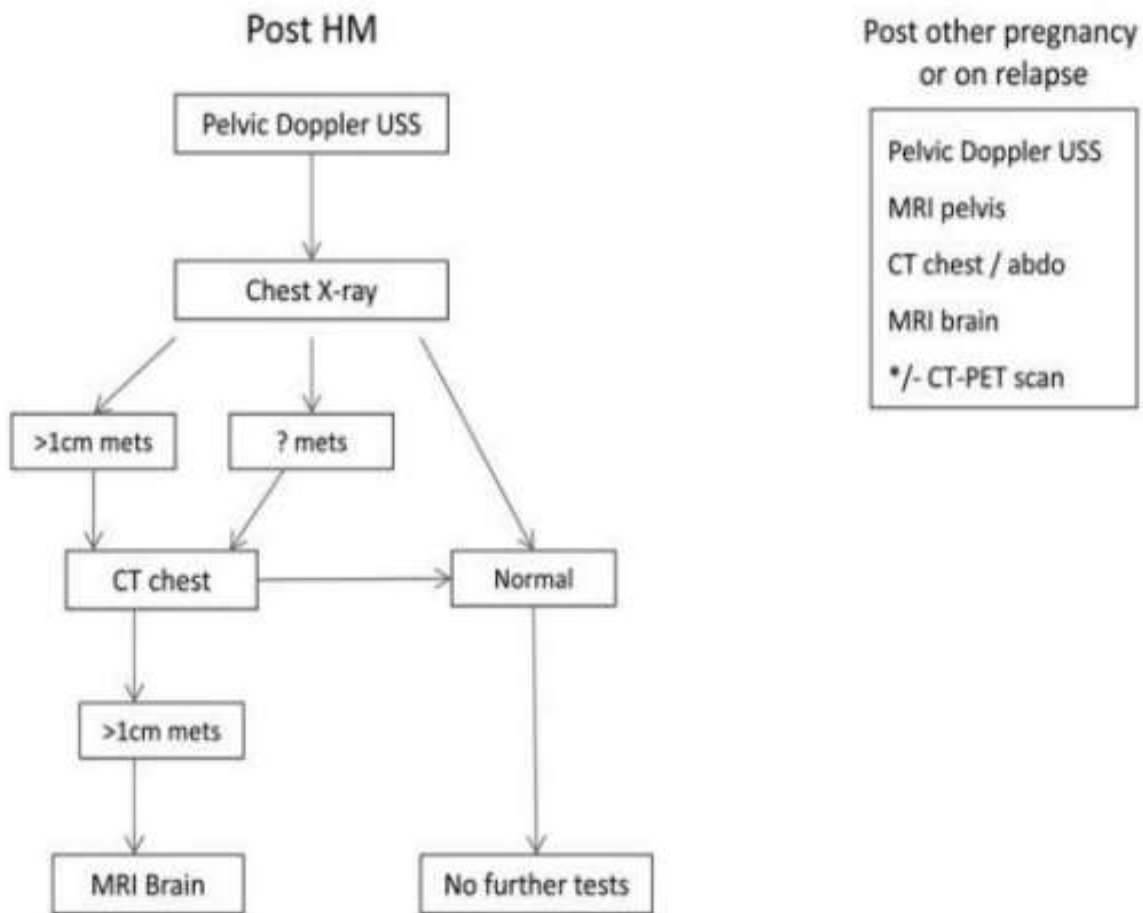 Post HM
Pelvic Doppler USS
Chest X-ray
>1cm mets
? mets
CT chest
Normal
>1cm mets
MRI Brain
No further tests
Post other pregnancy
or on relapse
Pelvic Doppler USS
MRI pelvis
CT chest / abdo
MRI brain
*/- CT-PET scan